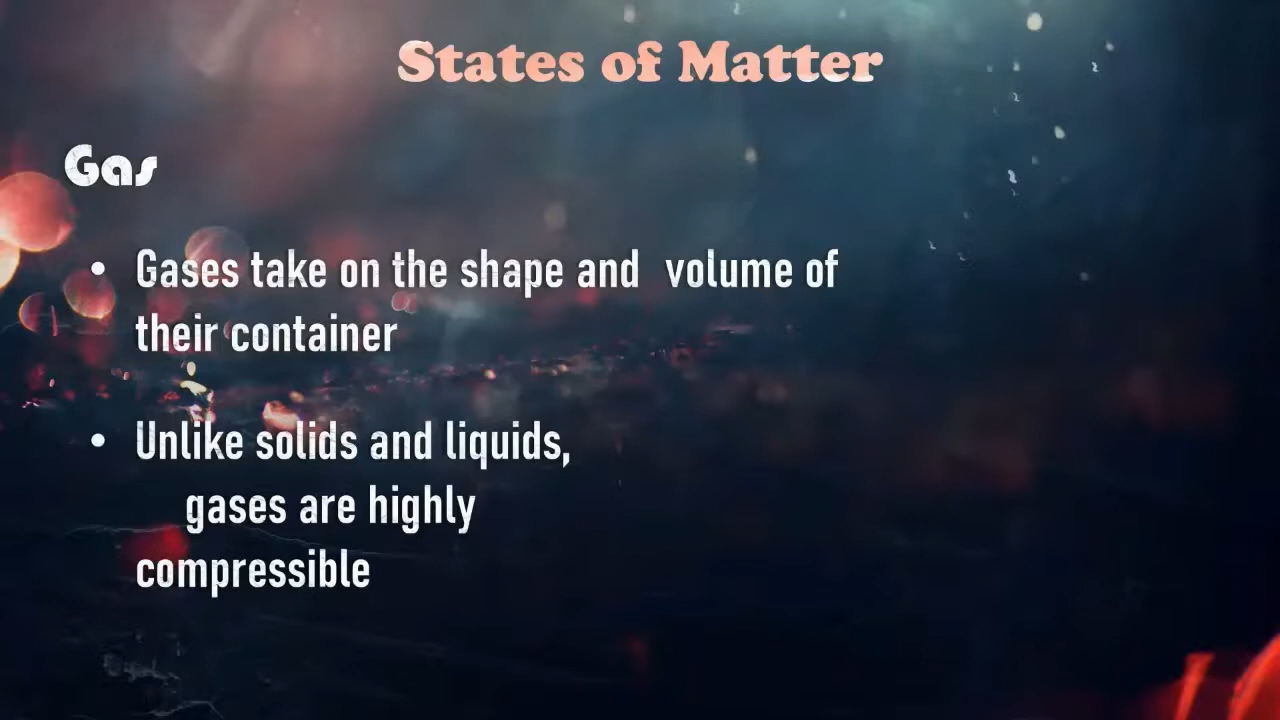 States of Matter
Gas
• Gases take on the shape and volume of
their container
• Unlike solids and liquids,
gases are highly
compressible